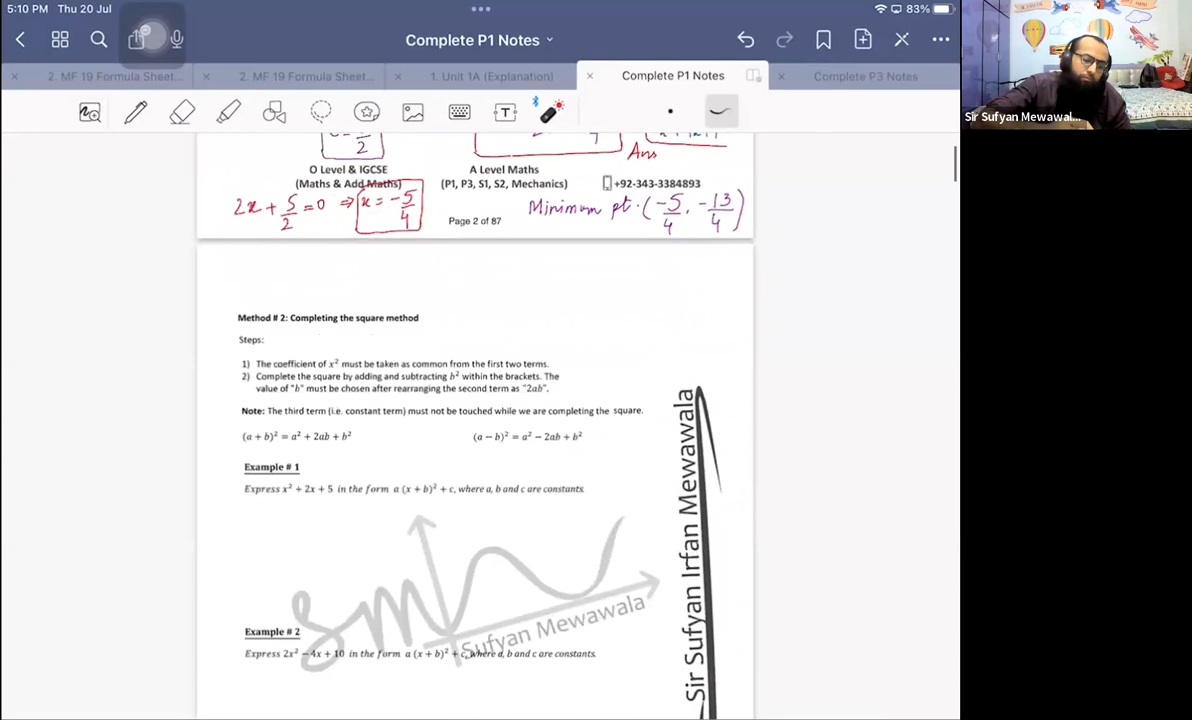 5:10 PM Thu 20 Jul
83%
Complete P1 Notes
2. MF 19 Formula Sheet...
2. MF 19 Formula Sheet...
1. Unit 1A (Explanation)
Complete P1 Notes
Complete P3 Notes
Sir Sufyan Mewawal...
2
4
Ans
O Level & IGCSE
(Maths & Add Maths)
A Level Maths
(P1, P3, S1, S2, Mechanics)
+92-343-3384893
2x + 5/2 = 0 ⇒ x = -5/4
Minimum pt. (-5/4, -13/4)
Page 2 of 87
Method # 2: Completing the square method
Steps:
1) The coefficient of x² must be taken as common from the first two terms.
2) Complete the square by adding and subtracting b² within the brackets. The
value of "b" must be chosen after rearranging the second term as "2ab".
Note: The third term (i.e. constant term) must not be touched while we are completing the square.
(a + b)² = a² + 2ab + b²
(a − b)² = a² − 2ab + b²
Example # 1
Express x² + 2x + 5 in the form a (x + b)² + c, where a, b and c are constants.
smh
Sufyan Mewawala
Example # 2
Express 2x² − 4x + 10 in the form a (x + b)² + c, where a, b and c are constants.
Sir Sufyan Irfan Mewawala